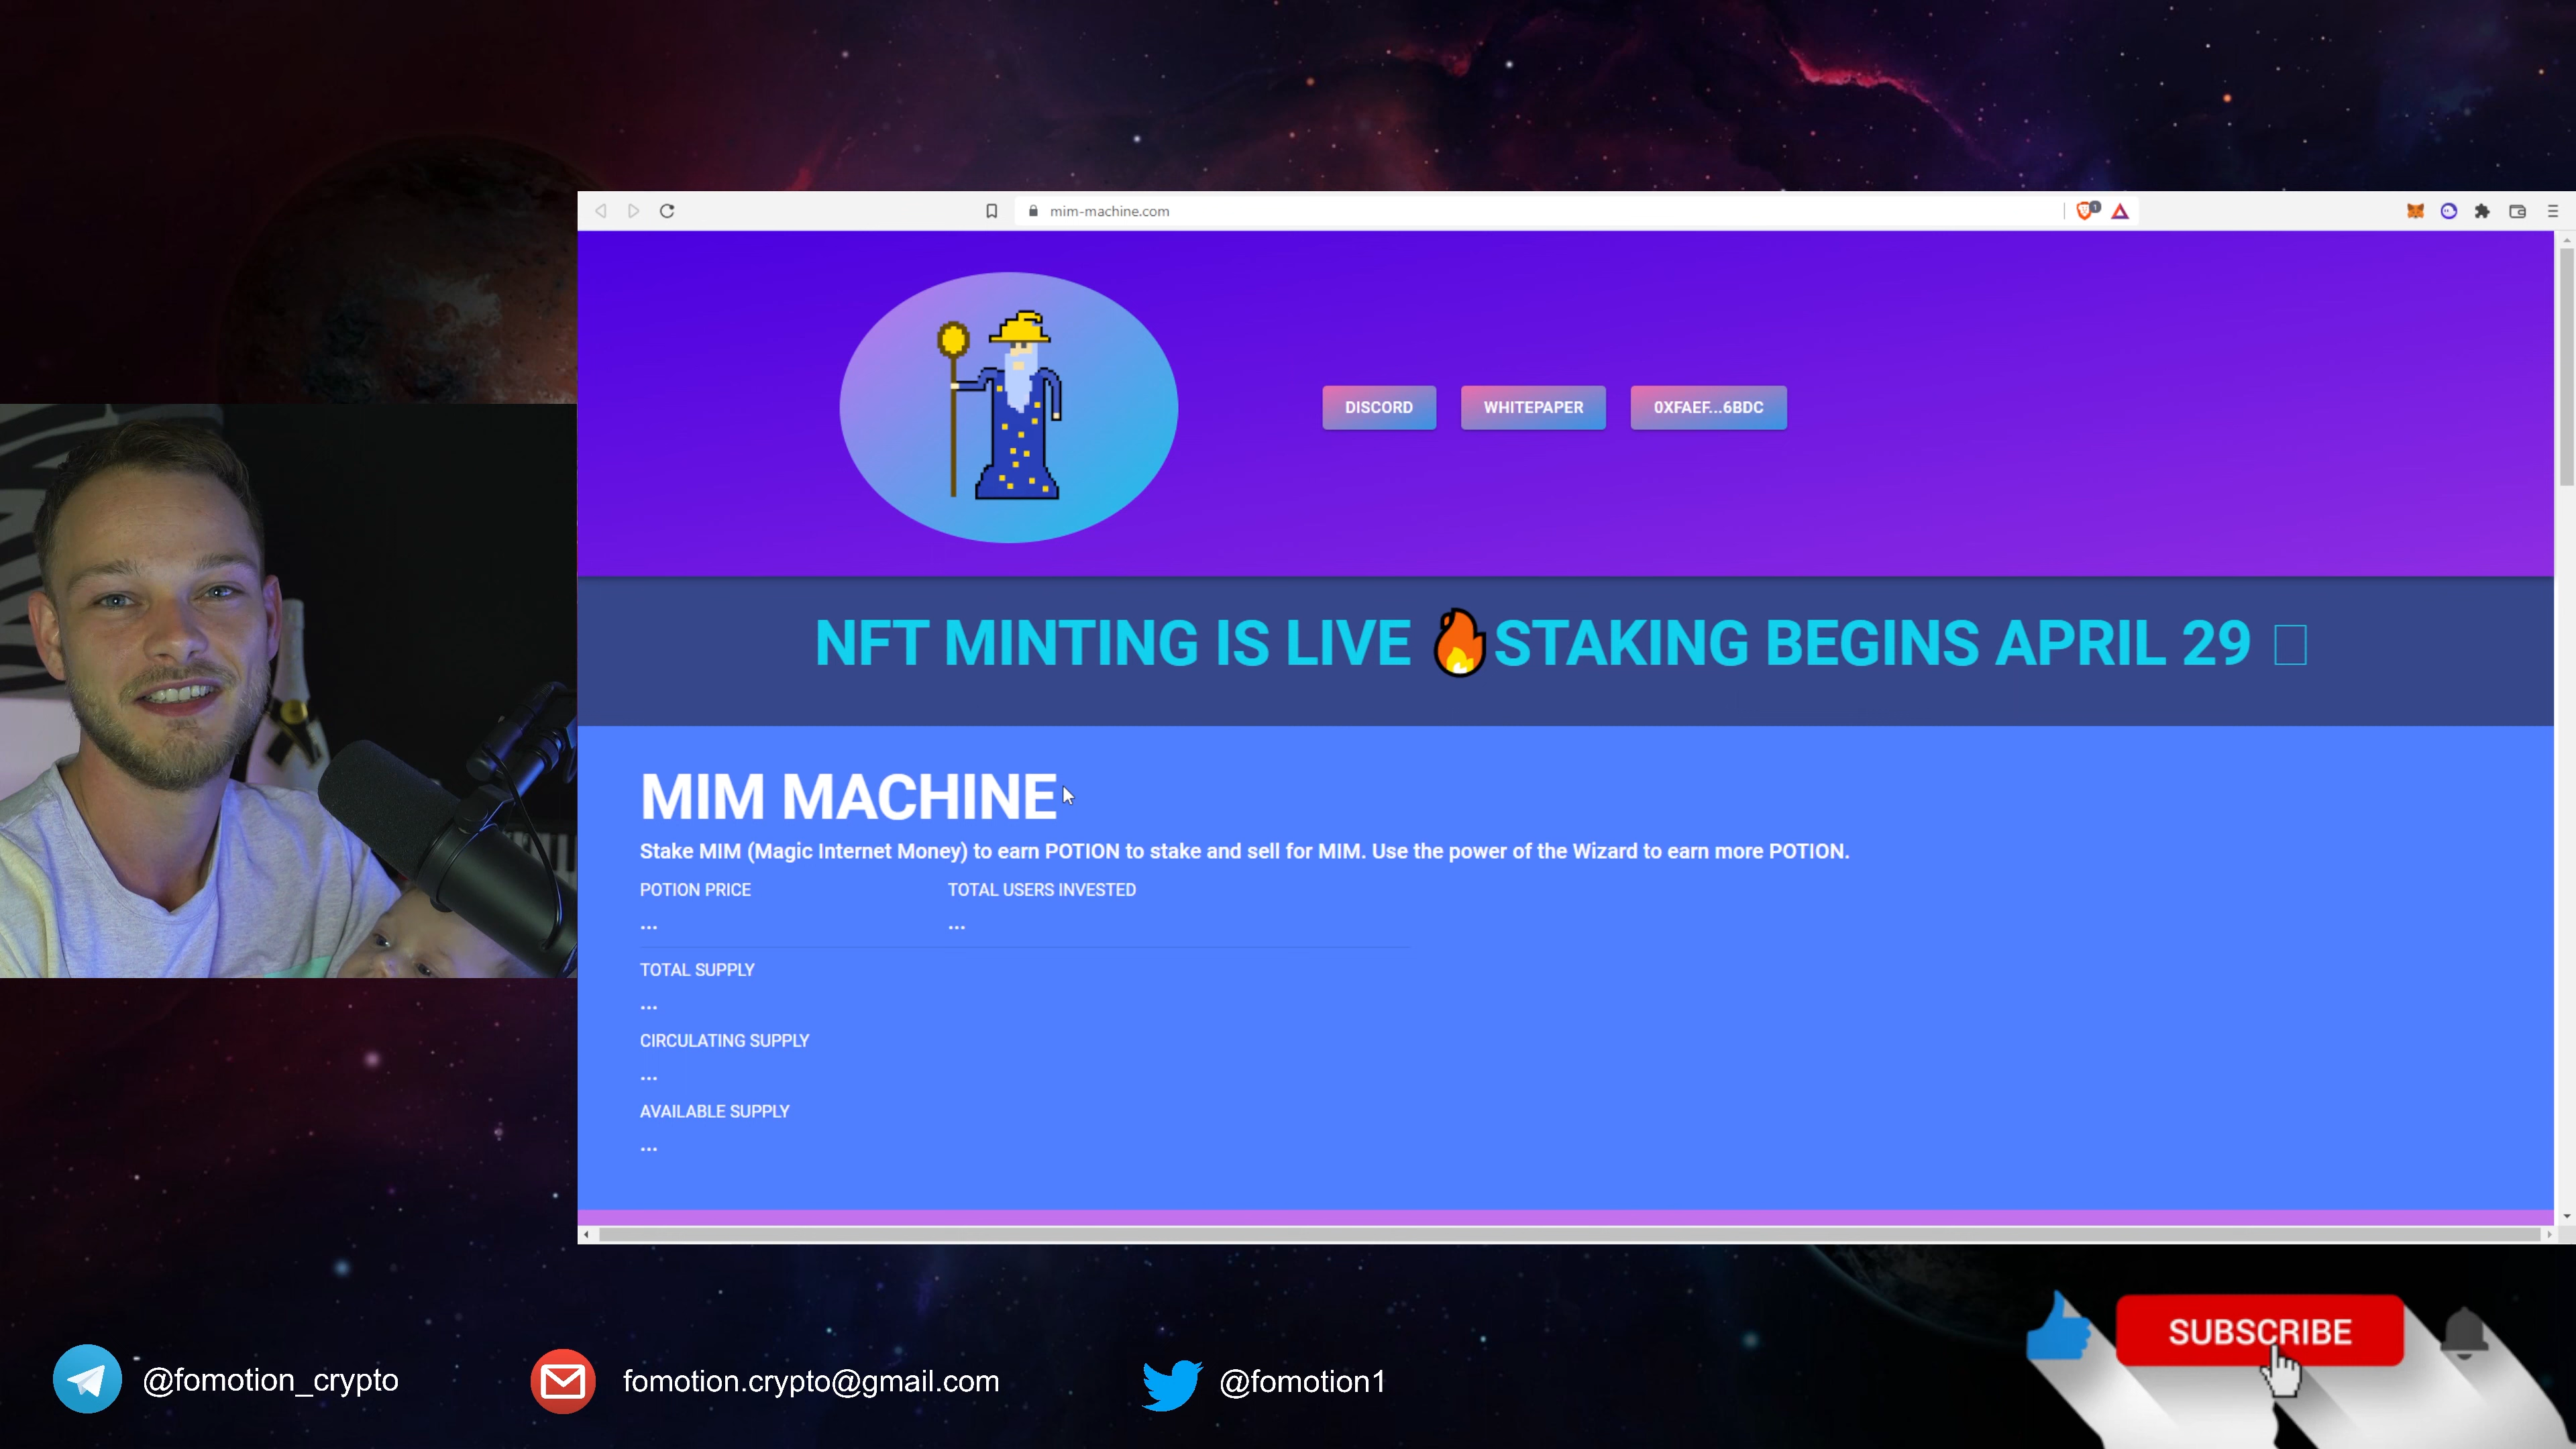 mim-machine.com
1
DISCORD
WHITEPAPER
0XFAEF...6BDC
NFT MINTING IS LIVE 🔥STAKING BEGINS APRIL 29
MIM MACHINE
Stake MIM (Magic Internet Money) to earn POTION to stake and sell for MIM. Use the power of the Wizard to earn more POTION.
POTION PRICE
TOTAL USERS INVESTED
...
...
TOTAL SUPPLY
...
CIRCULATING SUPPLY
...
AVAILABLE SUPPLY
...
@fomotion_crypto
fomotion.crypto@gmail.com
@fomotion1
SUBSCRIBE